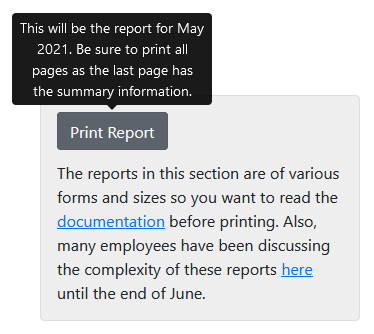 This will be the report for May
2021. Be sure to print all
pages as the last page has
the summary information.
Print Report
The reports in this section are of various
forms and sizes so you want to read the
documentation before printing. Also,
many employees have been discussing
the complexity of these reports here
until the end of June.